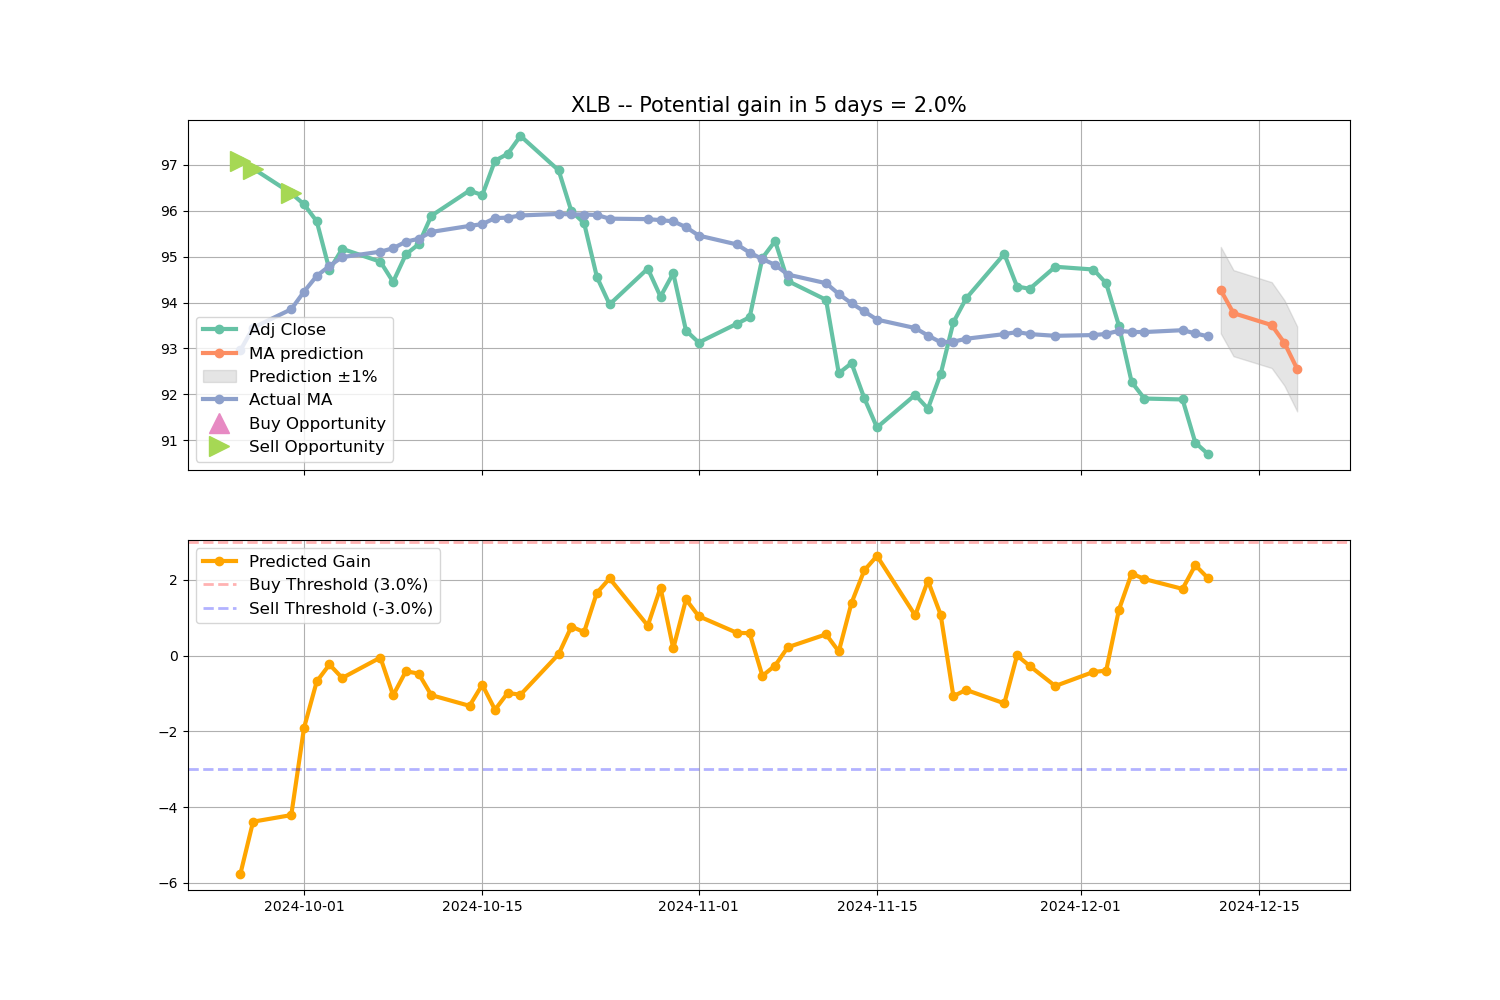 XLB -- Potential gain in 5 days = 2.0%
97
96
95
94
93
92
91
Adj Close
MA prediction
Prediction ±1%
Actual MA
Buy Opportunity
Sell Opportunity
2
0
−2
−4
−6
Predicted Gain
Buy Threshold (3.0%)
Sell Threshold (-3.0%)
2024-10-01
2024-10-15
2024-11-01
2024-11-15
2024-12-01
2024-12-15